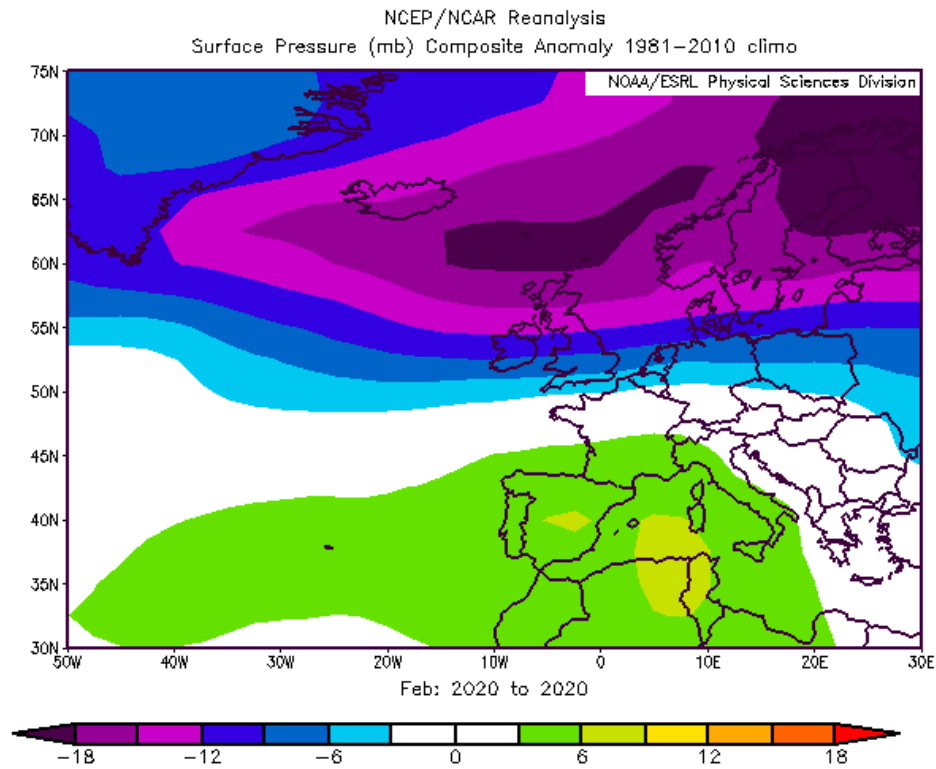 NCEP/NCAR Reanalysis
Surface Pressure (mb) Composite Anomaly 1981-2010 climo
NOAA/ESRL Physical Sciences Division
75N
70N
65N
60N
55N
50N
45N
40N
35N
30N
50W 40W 30W 20W 10W 0 10E 20E 30E
Feb: 2020 to 2020
-18 -12 -6 0 6 12 18